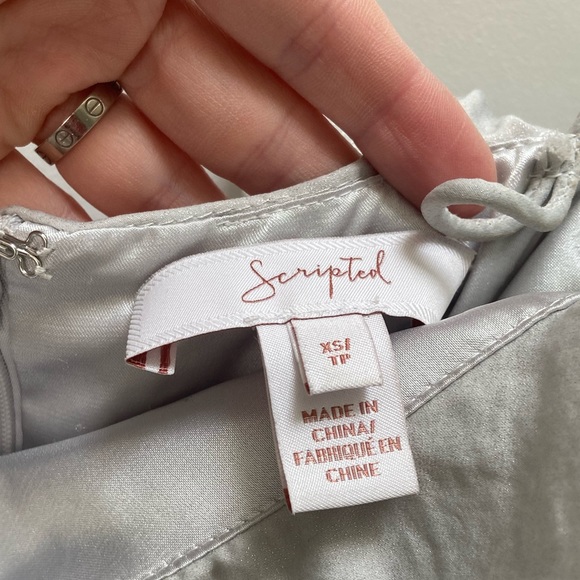 Scripted
XS/
TP
MADE IN
CHINA/
FABRIQUÉ EN
CHINE